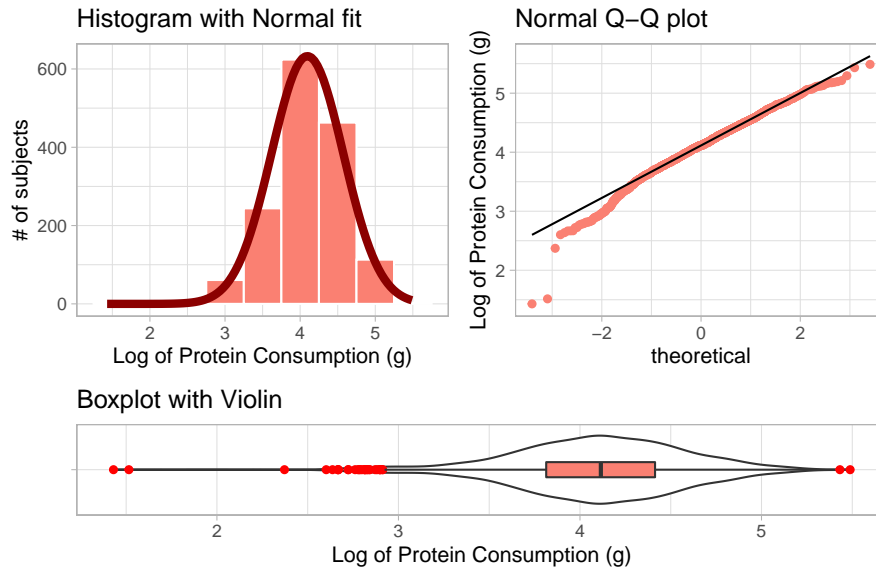 Histogram with Normal fit
# of subjects
600
400
200
0
2 3 4 5
Log of Protein Consumption (g)
Normal Q−Q plot
Log of Protein Consumption (g)
5
4
3
2
−2 0 2
theoretical
Boxplot with Violin
2 3 4 5
Log of Protein Consumption (g)